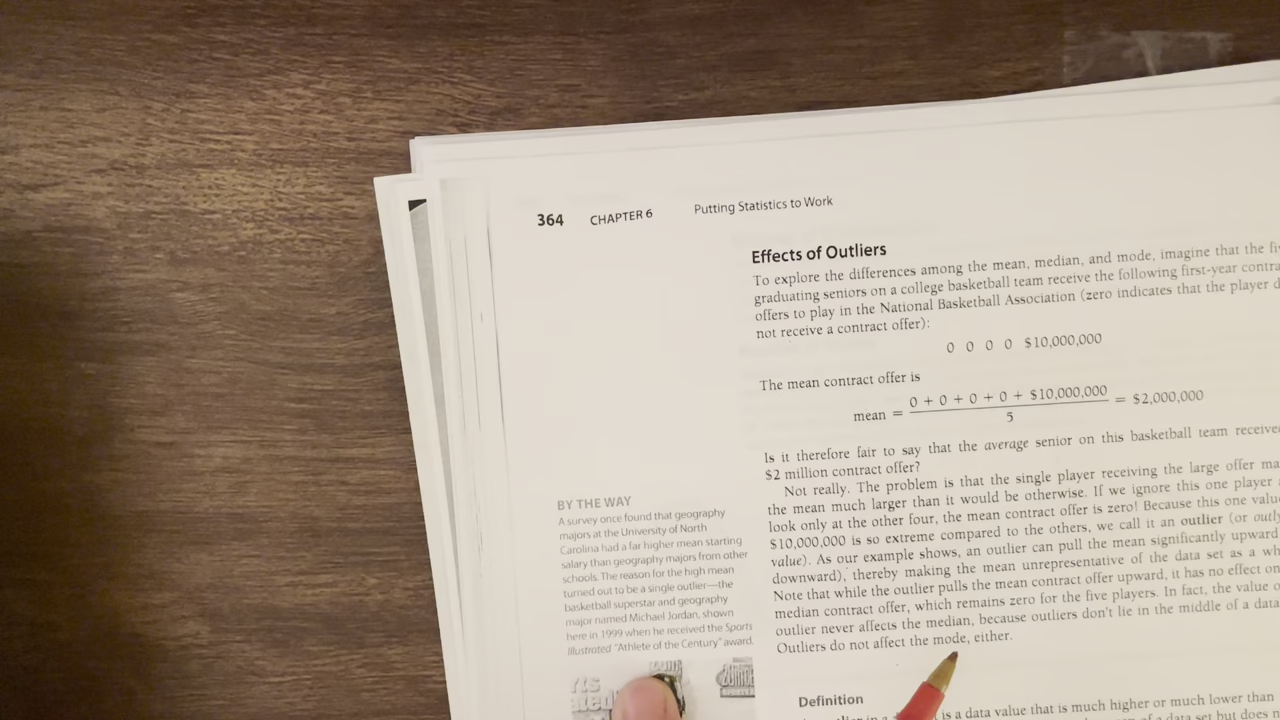 364 CHAPTER 6 Putting Statistics to Work
Effects of Outliers
To explore the differences among the mean, median, and mode, imagine that the
graduating seniors on a college basketball team receive the following first-year
offers to play in the National Basketball Association (zero indicates that the player
not receive a contract offer):
0 0 0 0 $10,000,000
The mean contract offer is
mean = 0 + 0 + 0 + 0 + $10,000,000 / 5 = $2,000,000
Is it therefore fair to say that the average senior on this basketball team
$2 million contract offer?
Not really. The problem is that the single player receiving the large offer
the mean much larger than it would be otherwise. If we ignore this one player
look only at the other four, the mean contract offer is zero! Because this one
$10,000,000 is so extreme compared to the others, we call it an outlier (or
value). As our example shows, an outlier can pull the mean significantly upward
downward), thereby making the mean unrepresentative of the data set as a
Note that while the outlier pulls the mean contract offer upward, it has no effect on
median contract offer, which remains zero for the five players. In fact, the value
outlier never affects the median, because outliers don't lie in the middle of a data
Outliers do not affect the mode, either.
BY THE WAY
A survey once found that geography
majors at the University of North
Carolina had a far higher mean starting
salary than geography majors from other
schools. The reason for the high mean
turned out to be a single outlier—the
basketball superstar and geography
major named Michael Jordan, shown
here in 1999 when he received the Sports
Illustrated "Athlete of the Century" award.
Definition
is a data value that is much higher or much lower than